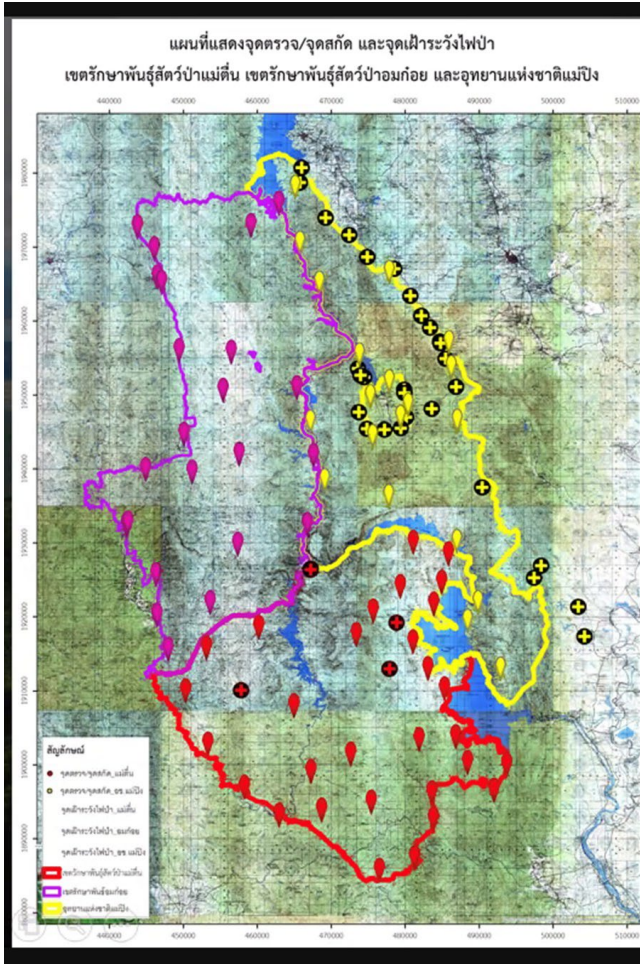 แผนที่แสดงจุดตรวจ/จุดสกัด และจุดเฝ้าระวังไฟป่า
เขตรักษาพันธุ์สัตว์ป่าแม่ตื่น เขตรักษาพันธุ์สัตว์ป่าอมก๋อย และอุทยานแห่งชาติแม่ปิง
440000 450000 460000 470000 480000 490000 500000 510000
1980000
1970000
1960000
1950000
1940000
1930000
1920000
1910000
1900000
1890000
1880000
สัญลักษณ์
จุดตรวจ/จุดสกัด_แม่ตื่น
จุดตรวจ/จุดสกัด_อช.แม่ปิง
จุดเฝ้าระวังไฟป่า_แม่ตื่น
จุดเฝ้าระวังไฟป่า_อมก๋อย
จุดเฝ้าระวังไฟป่า_อช.แม่ปิง
เขตรักษาพันธุ์สัตว์ป่าแม่ตื่น
เขตรักษาพันธุ์อมก๋อย
อุทยานแห่งชาติแม่ปิง
440000 450000 460000 470000 480000 490000 500000 510000